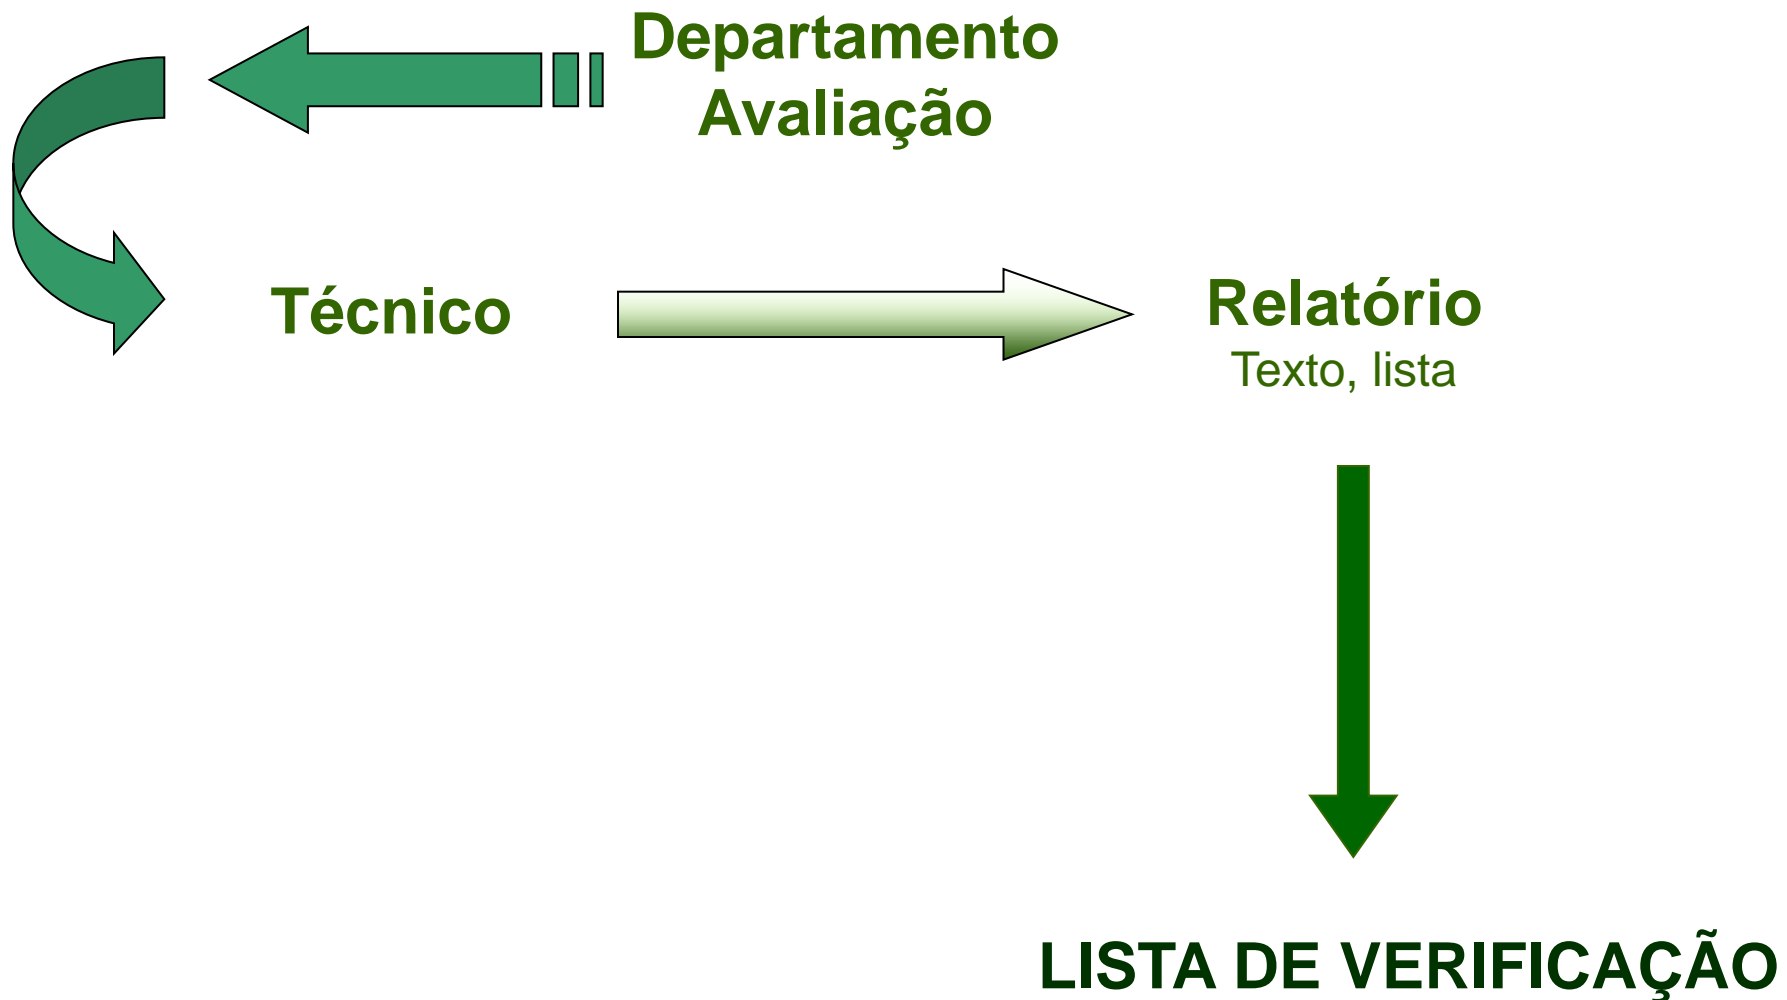 Departamento
Avaliação
Técnico
Relatório
Texto, lista
LISTA DE VERIFICAÇÃO